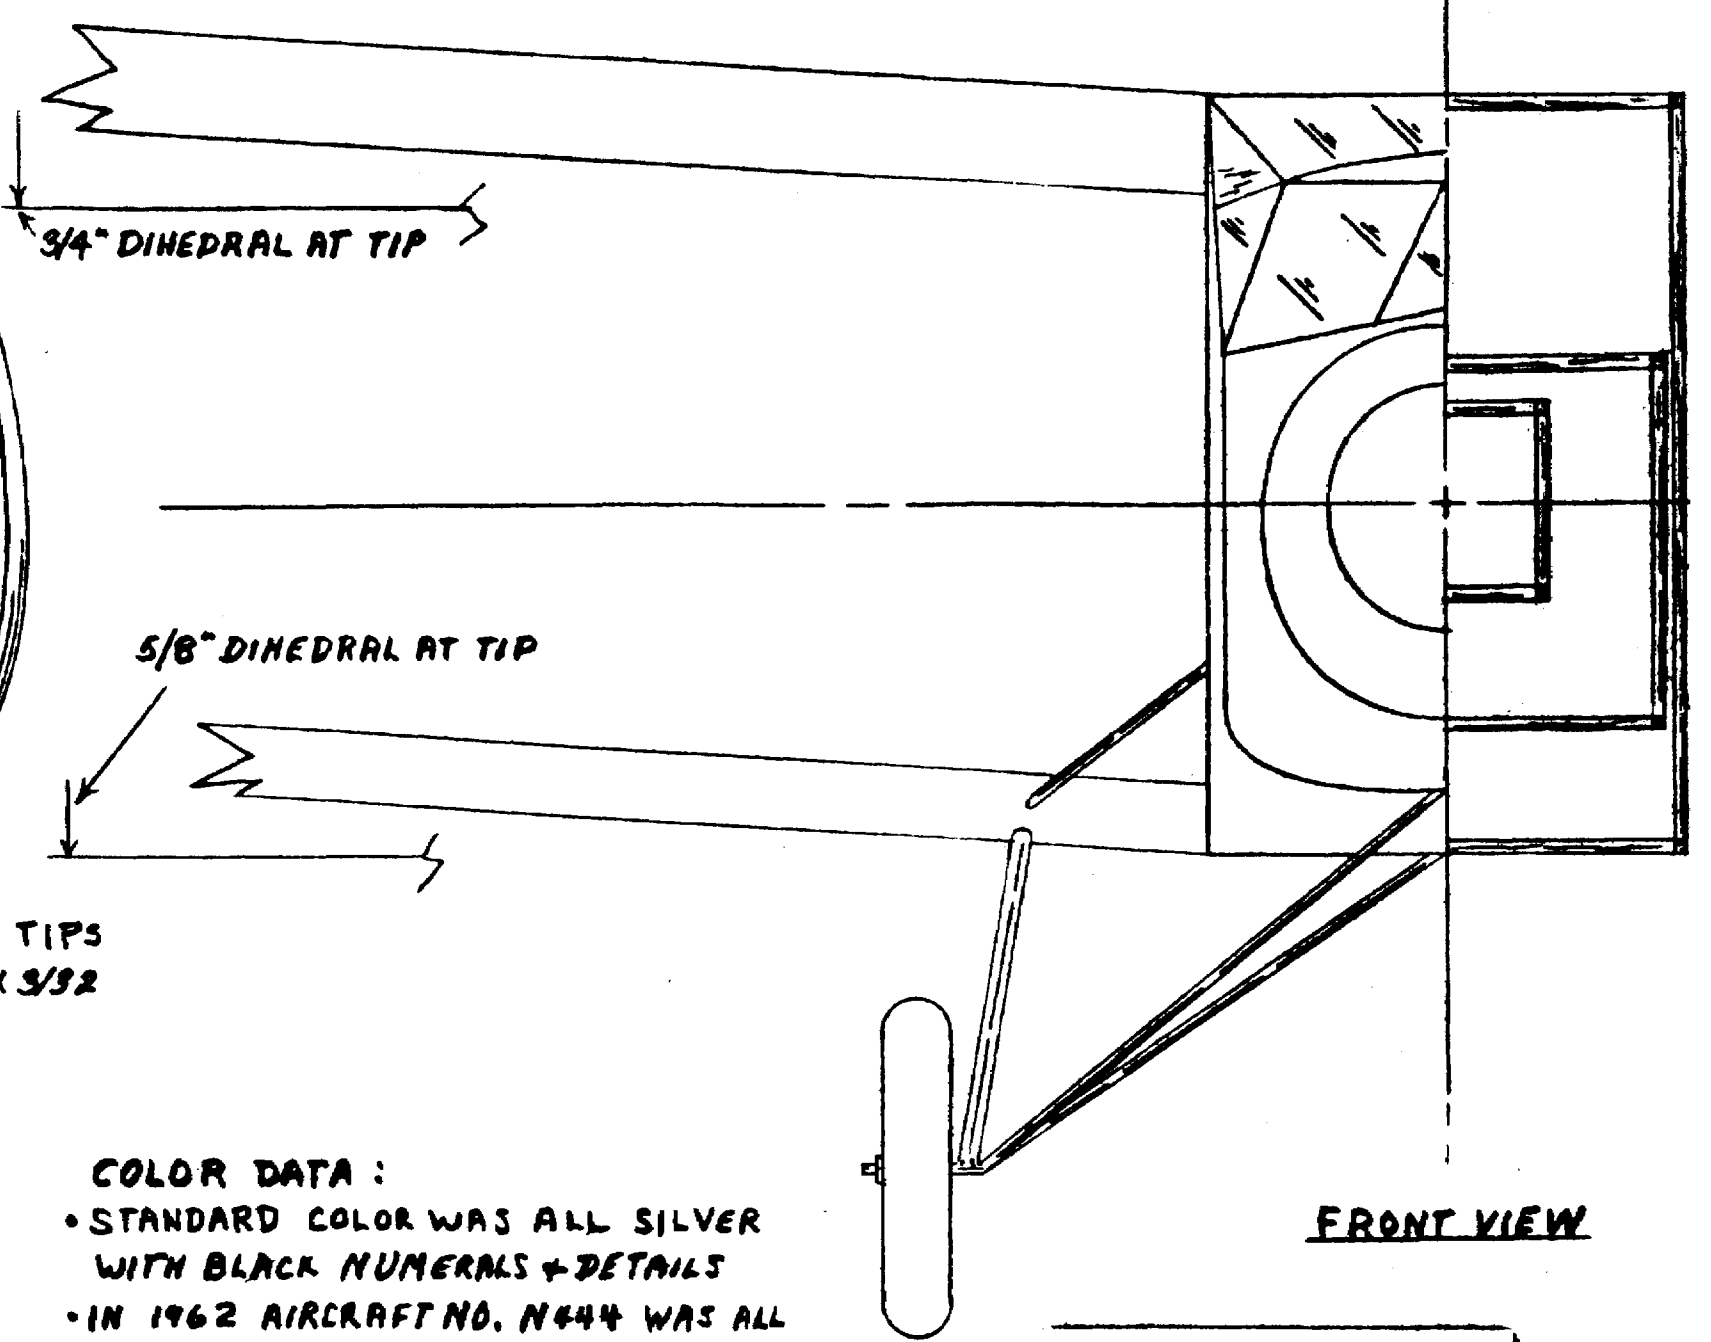 3/4" DIHEDRAL AT TIP
5/8" DIHEDRAL AT TIP
TIPS
3/32
COLOR DATA :
• STANDARD COLOR WAS ALL SILVER
WITH BLACK NUMERALS & DETAILS
• IN 1962 AIRCRAFT NO. N444 WAS ALL
FRONT VIEW